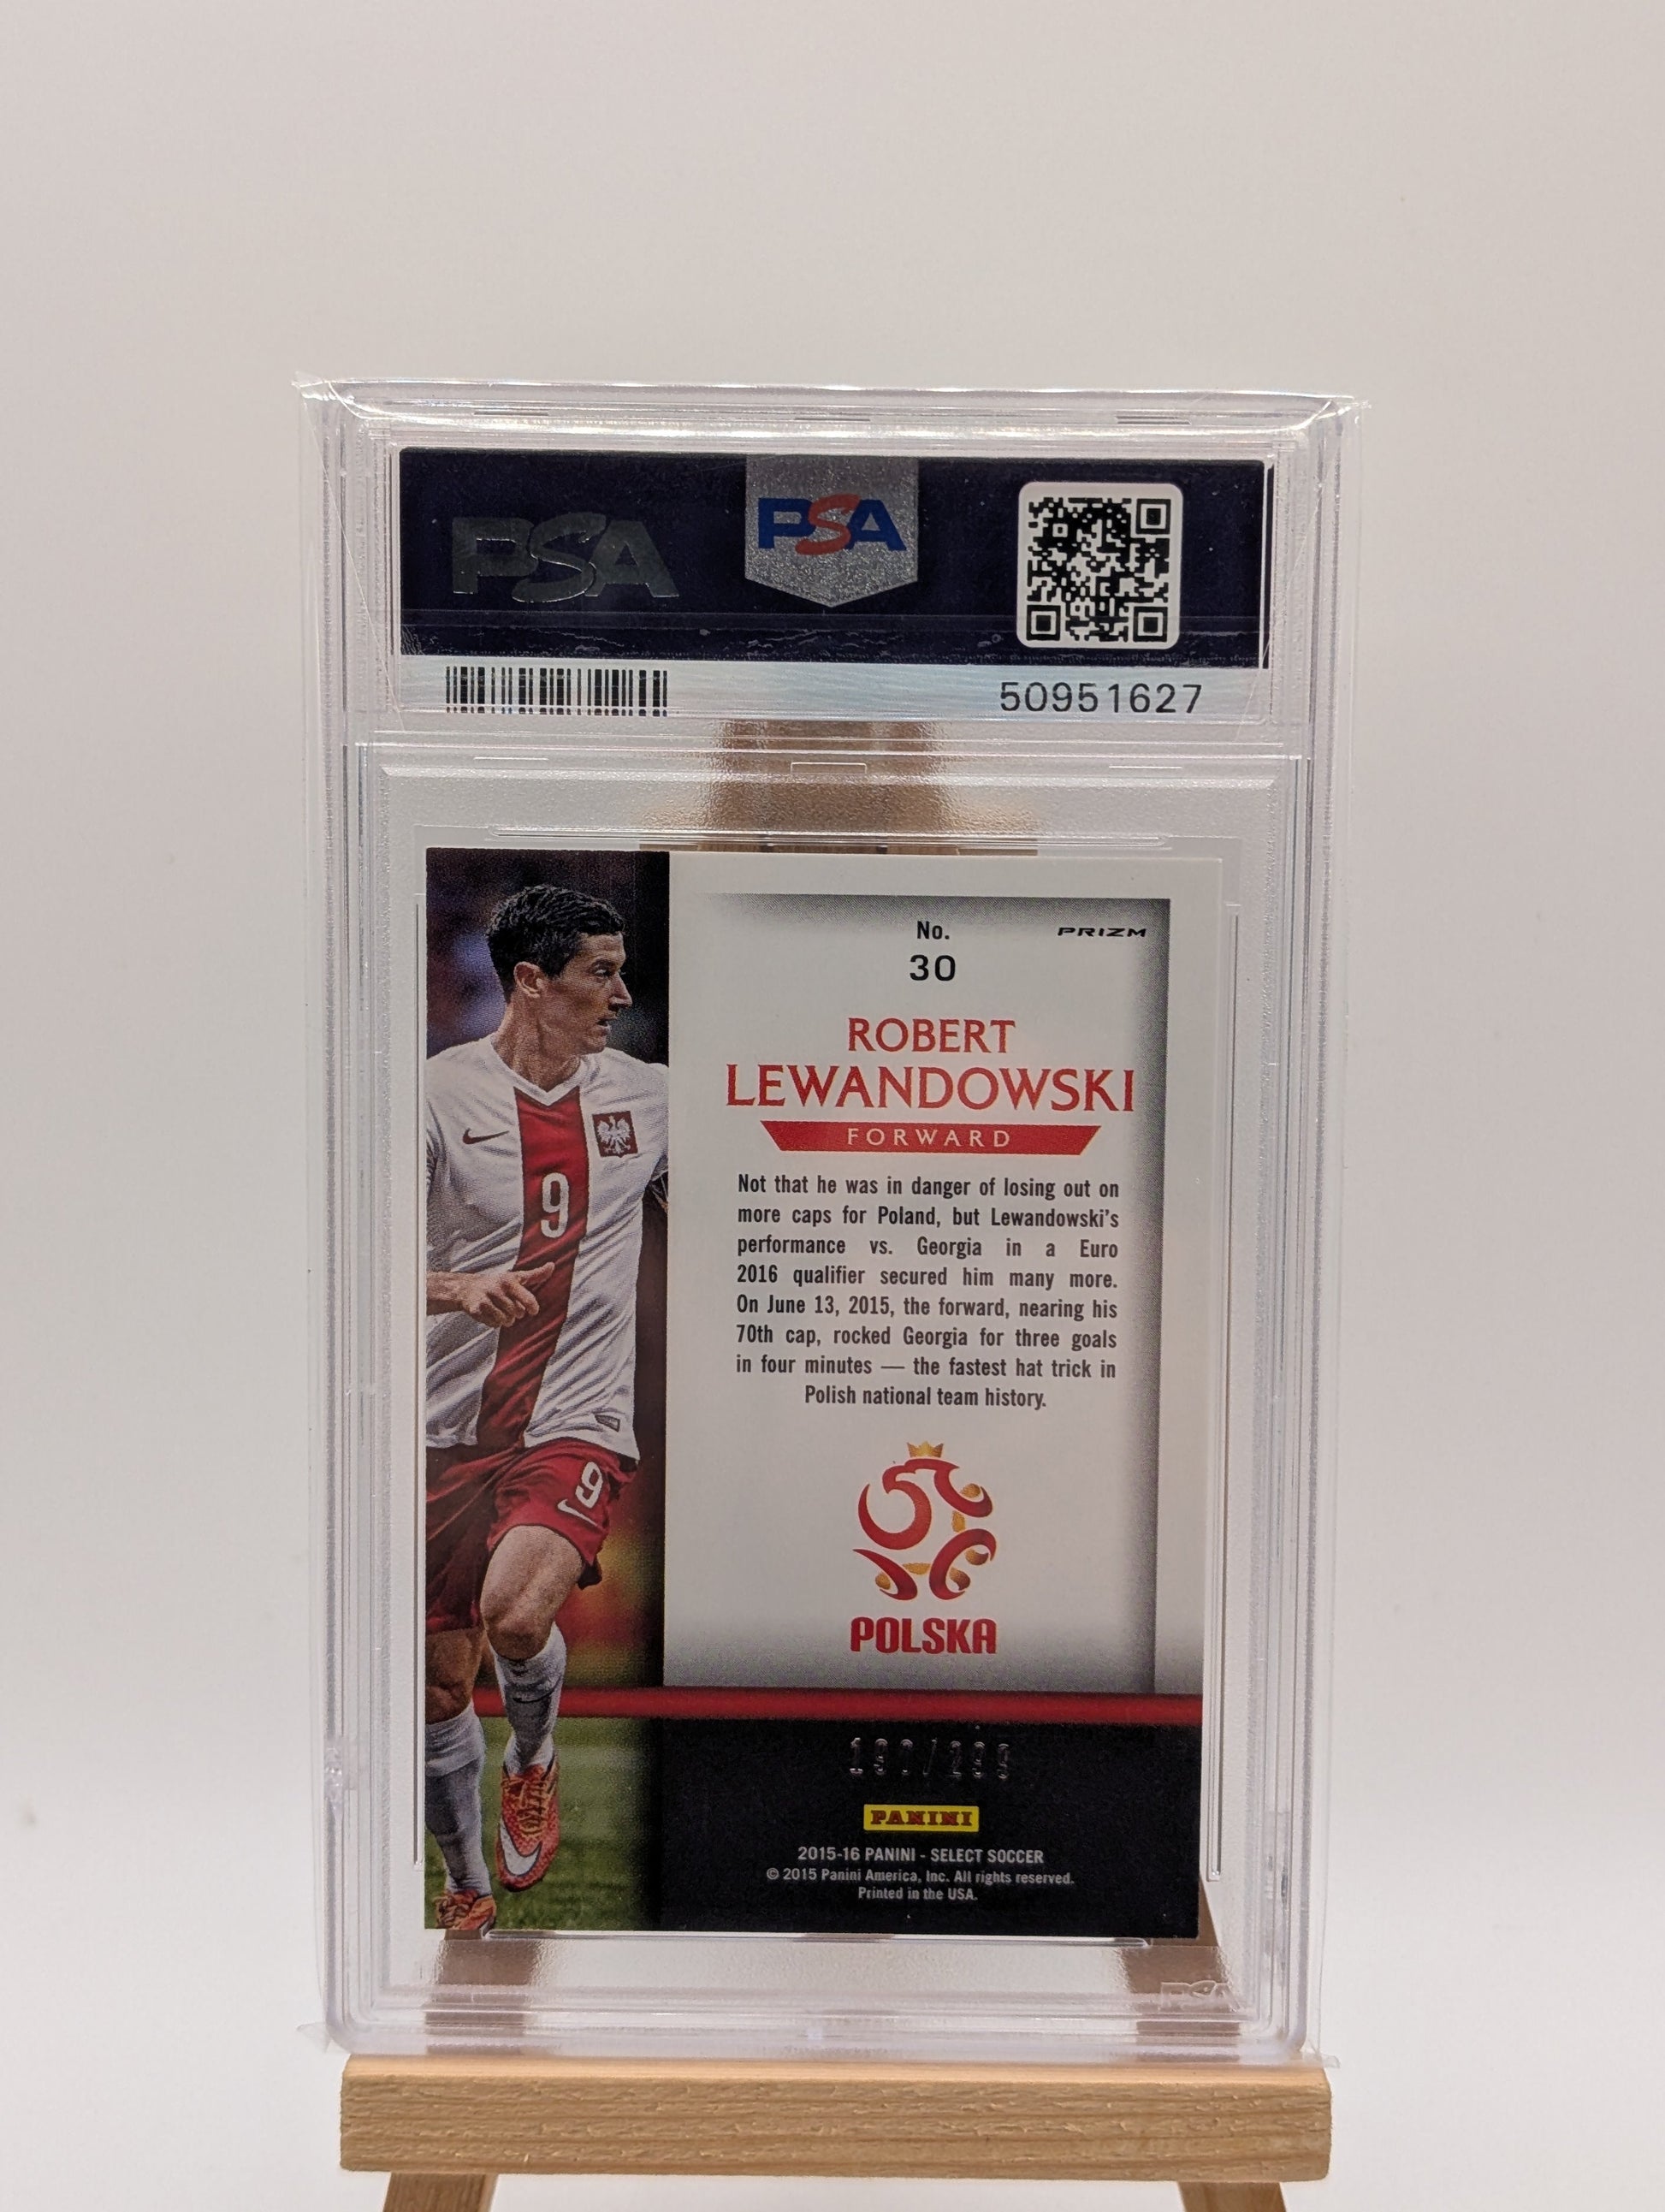 PSA
PSA
50951627
No.
30
PRIZM
ROBERT
LEWANDOWSKI
FORWARD
Not that he was in danger of losing out on
more caps for Poland, but Lewandowski's
performance vs. Georgia in a Euro
2016 qualifier secured him many more.
On June 13, 2015, the forward, nearing his
70th cap, rocked Georgia for three goals
in four minutes — the fastest hat trick in
Polish national team history.
9
9
POLSKA
PANINI
2015-16 PANINI - SELECT SOCCER
© 2015 Panini America, Inc. All rights reserved.
Printed in the USA.
PSA